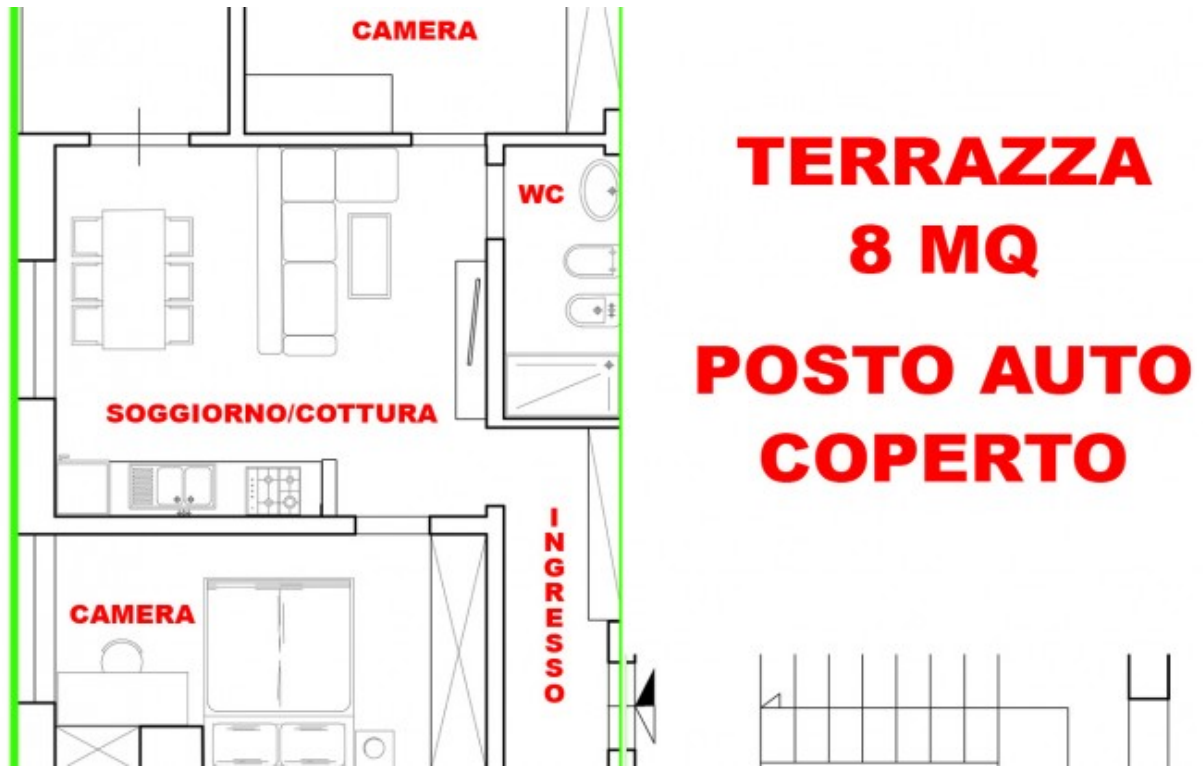 CAMERA
WC
SOGGIORNO/COTTURA
INGRESSO
CAMERA
TERRAZZA
8 MQ
POSTO AUTO
COPERTO